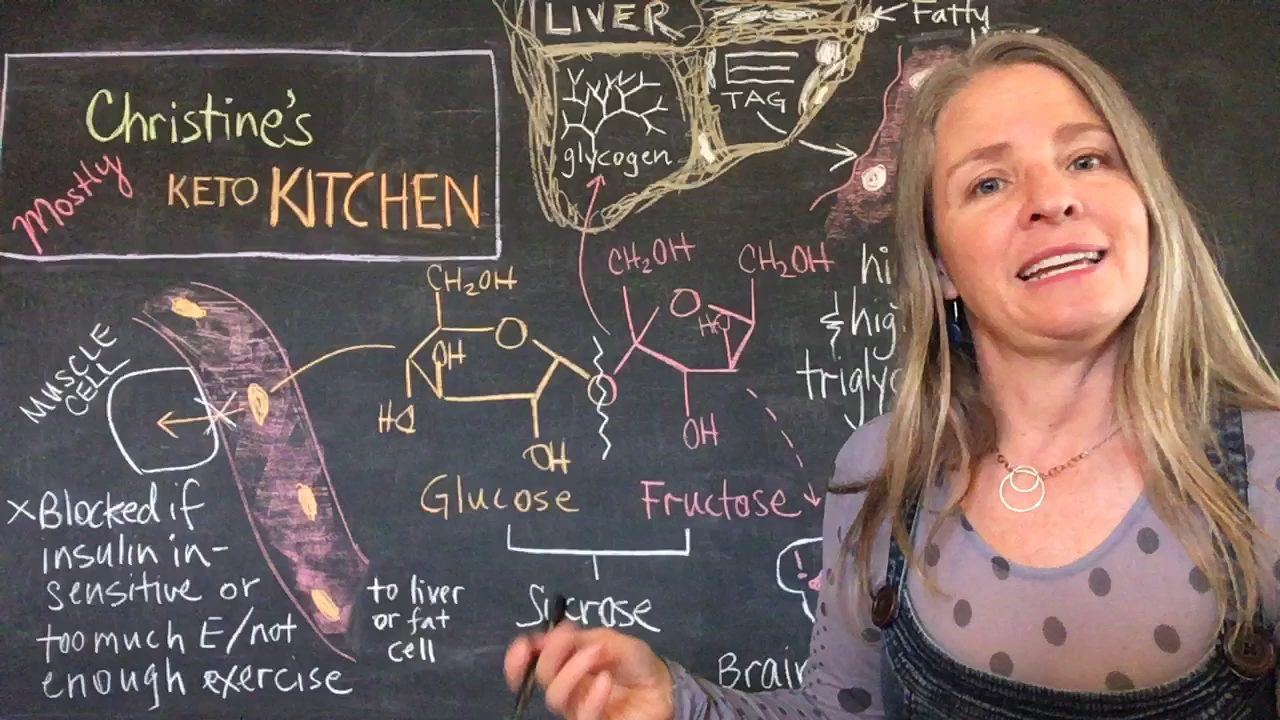 LIVER
Fatty
TAG
glycogen
Christine's
Mostly
KETO KITCHEN
CH₂OH
CH₂OH
CH₂OH
O
O
HO
OH
HO
OH
O
OH
MUSCLE
CELL
Glucose
Fructose
Sucrose
xBlocked if
insulin in-
sensitive or
too much E/not
enough exercise
to liver
or fat
cell
Brain